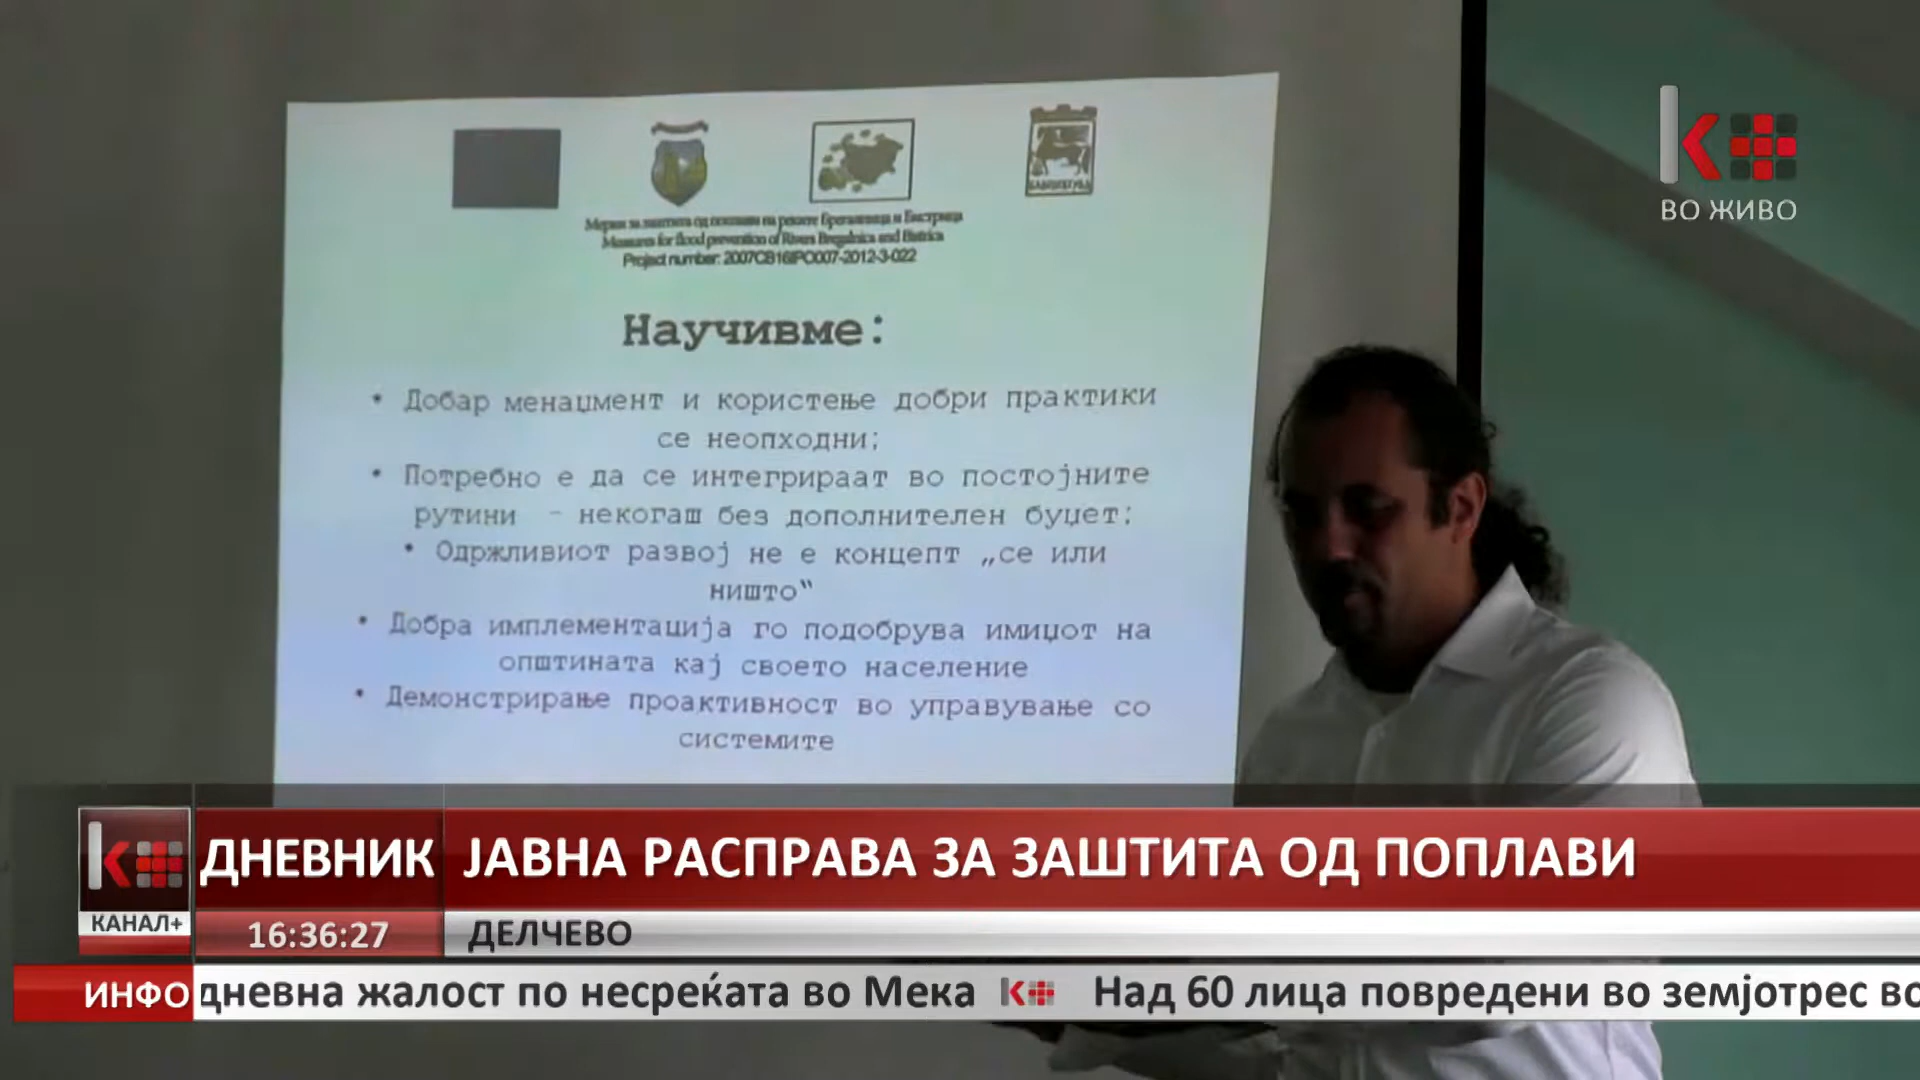 ВО ЖИВО
Мерки за заштита од поплави на реките Брегалница и Бистрица
Measures for flood prevention of Rivers Bregalnica and Bistrica
Project number: 2007CB16IPO007-2012-3-022
Научивме:
• Добар менаџмент и користење добри практики
се неопходни;
• Потребно е да се интегрираат во постојните
рутини - некогаш без дополнителен буџет;
• Одржливиот развој не е концепт „се или
ништо“
• Добра имплементација го подобрува имиџот на
општината кај своето население
• Демонстрирање проактивност во управување со
системите
ДНЕВНИК ЈАВНА РАСПРАВА ЗА ЗАШТИТА ОД ПОПЛАВИ
КАНАЛ+
16:36:27 ДЕЛЧЕВО
ИНФО дневна жалост по несреќата во Мека Над 60 лица повредени во земјотрес во